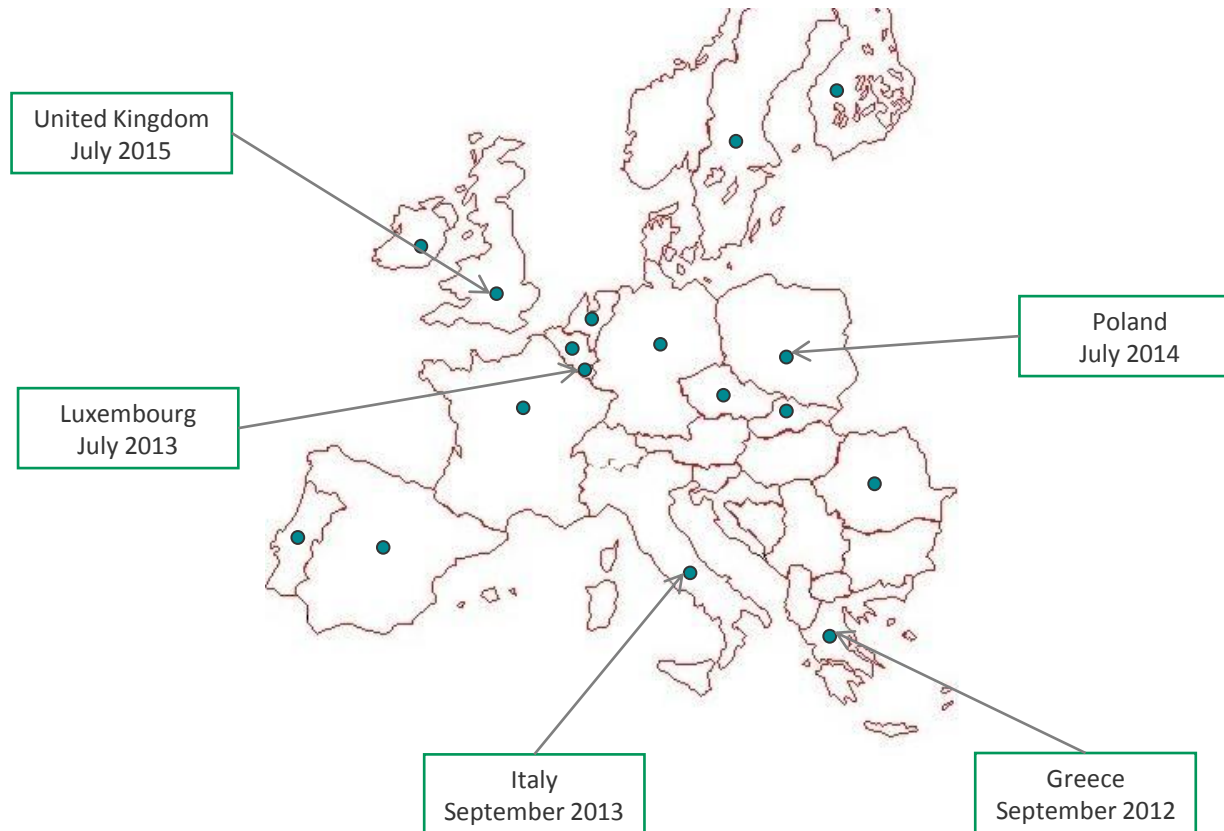 United Kingdom
July 2015
Poland
July 2014
Luxembourg
July 2013
Italy
September 2013
Greece
September 2012